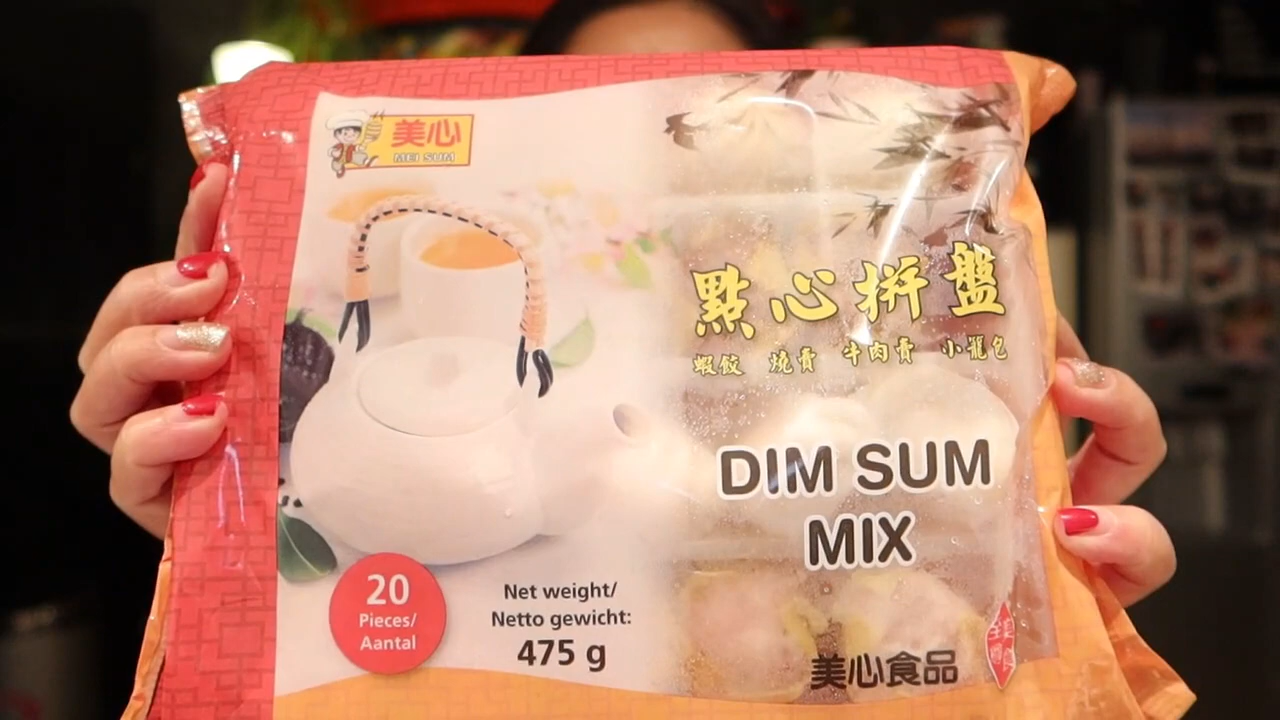 美心
MEI SUM
點心拼盤
蝦餃 燒賣 牛肉賣 小籠包
DIM SUM
MIX
20
Pieces/
Aantal
Net weight/
Netto gewicht:
475 g
美心食品